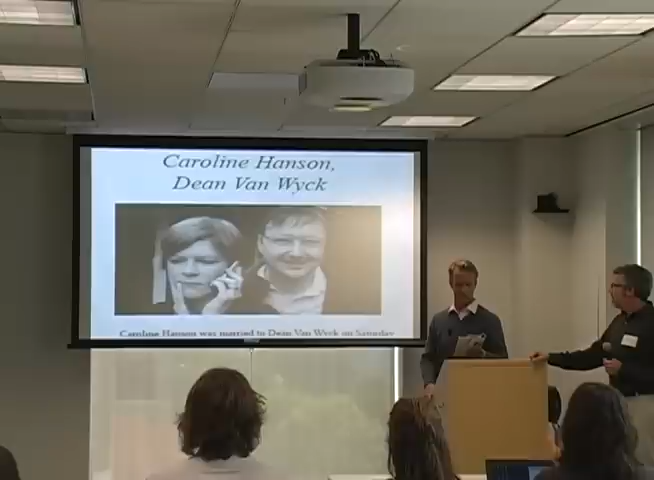 Caroline Hanson,
Dean Van Wyck
Caroline Hanson was married to Dean Van Wyck on Saturday